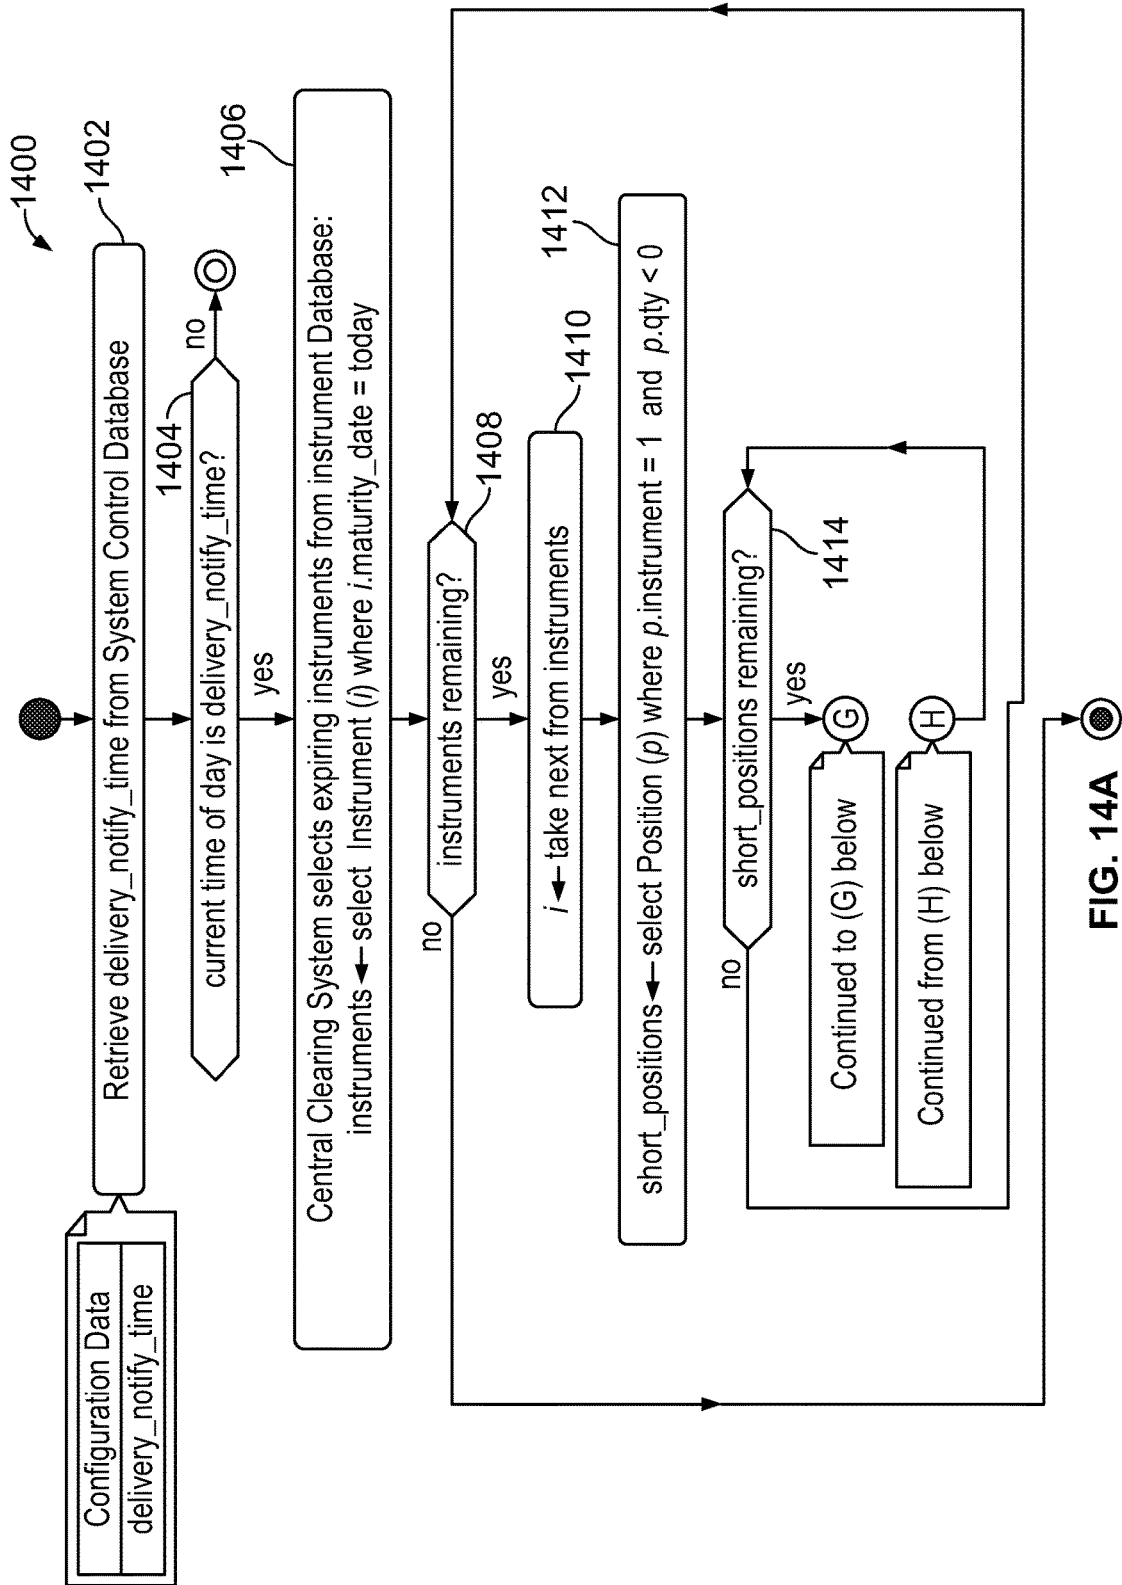 1400
Configuration Data
delivery_notify_time
Retrieve delivery_notify_time from System Control Database
1402
current time of day is delivery_notify_time?
1404
no
yes
Central Clearing System selects expiring instruments from instrument Database:
instruments ← select Instrument (i) where i.maturity_date = today
1406
instruments remaining?
1408
no
yes
i ← take next from instruments
1410
short_positions ← select Position (p) where p.instrument = 1 and p.qty < 0
1412
short_positions remaining?
1414
no
yes
Continued to (G) below
G
Continued from (H) below
H
FIG. 14A